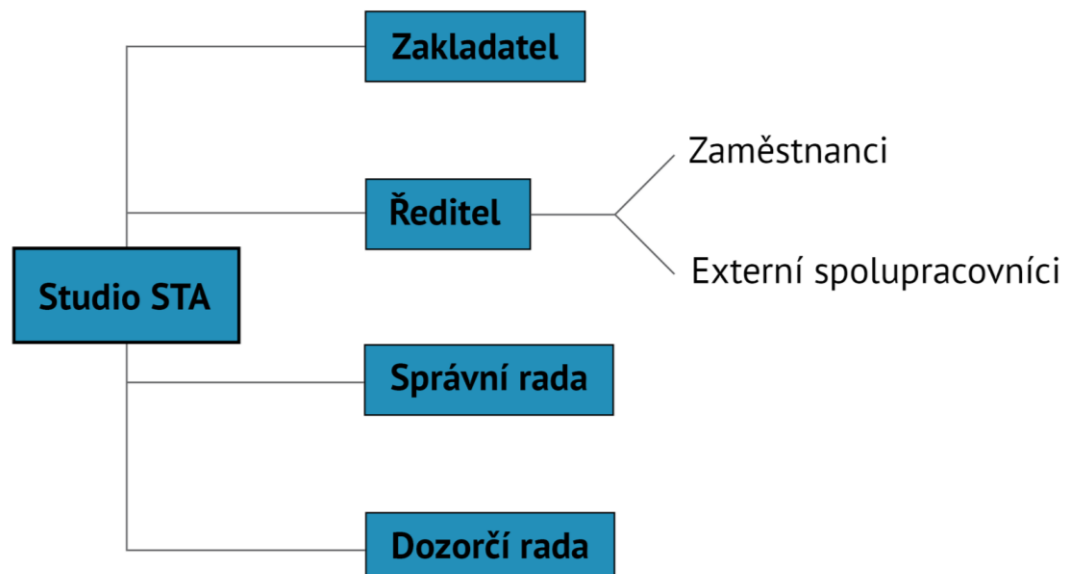 Zakladatel
Zaměstnanci
Ředitel
Externí spolupracovníci
Studio STA
Správní rada
Dozorčí rada